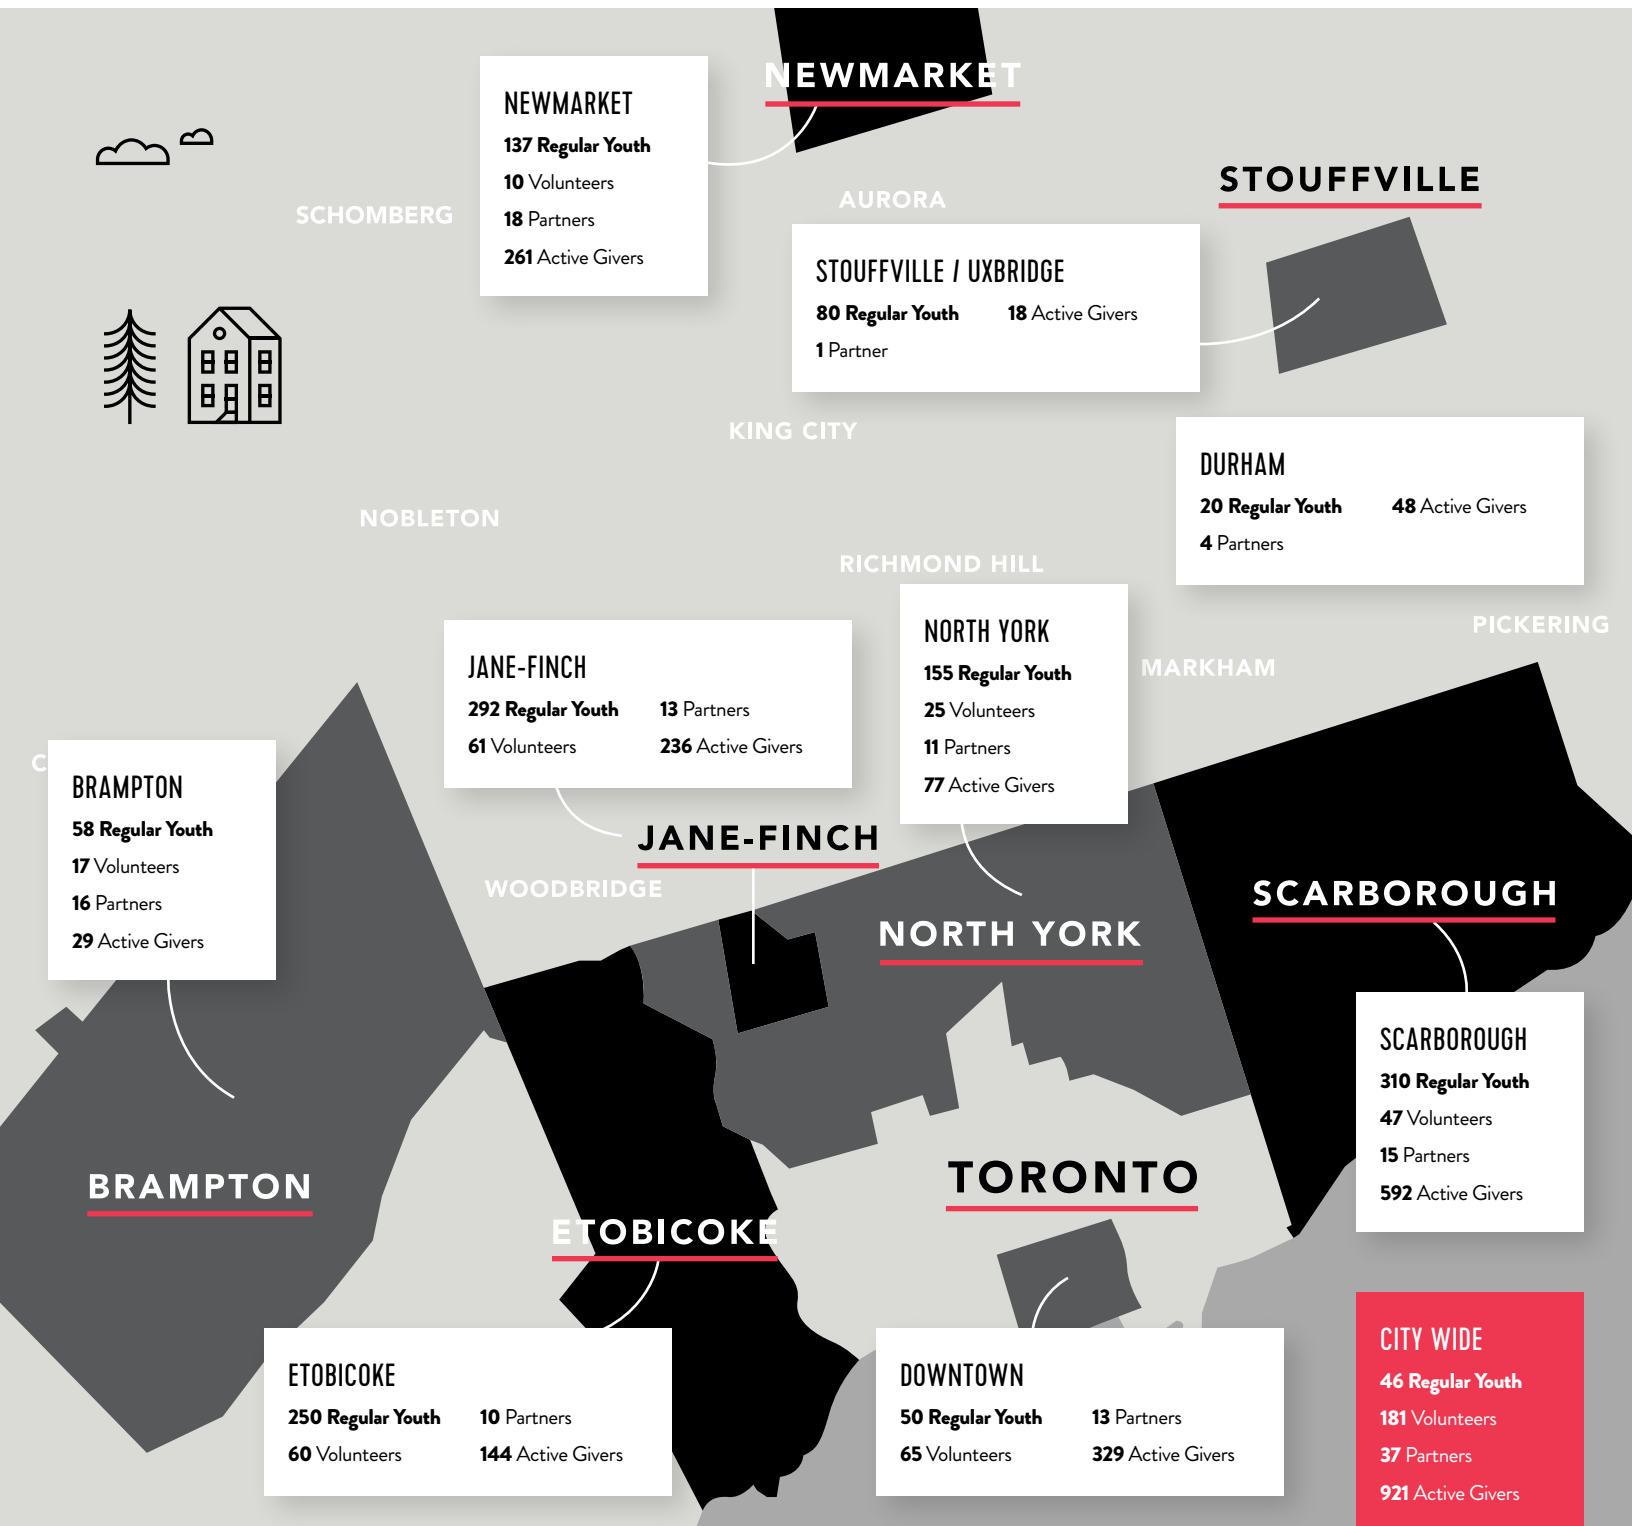 NEWMARKET
NEWMARKET
137 Regular Youth
10 Volunteers
18 Partners
261 Active Givers
STOUFFVILLE
SCHOMBERG
AURORA
STOUFFVILLE / UXBRIDGE
80 Regular Youth
18 Active Givers
1 Partner
KING CITY
DURHAM
20 Regular Youth
48 Active Givers
4 Partners
NOBLETON
RICHMOND HILL
PICKERING
MARKHAM
JANE-FINCH
292 Regular Youth
13 Partners
61 Volunteers
236 Active Givers
NORTH YORK
155 Regular Youth
25 Volunteers
11 Partners
77 Active Givers
C
BRAMPTON
58 Regular Youth
17 Volunteers
16 Partners
29 Active Givers
JANE-FINCH
WOODBRIDGE
NORTH YORK
SCARBOROUGH
SCARBOROUGH
310 Regular Youth
47 Volunteers
15 Partners
592 Active Givers
BRAMPTON
TORONTO
ETOBICOKE
ETOBICOKE
250 Regular Youth
10 Partners
60 Volunteers
144 Active Givers
DOWNTOWN
50 Regular Youth
13 Partners
65 Volunteers
329 Active Givers
CITY WIDE
46 Regular Youth
181 Volunteers
37 Partners
921 Active Givers